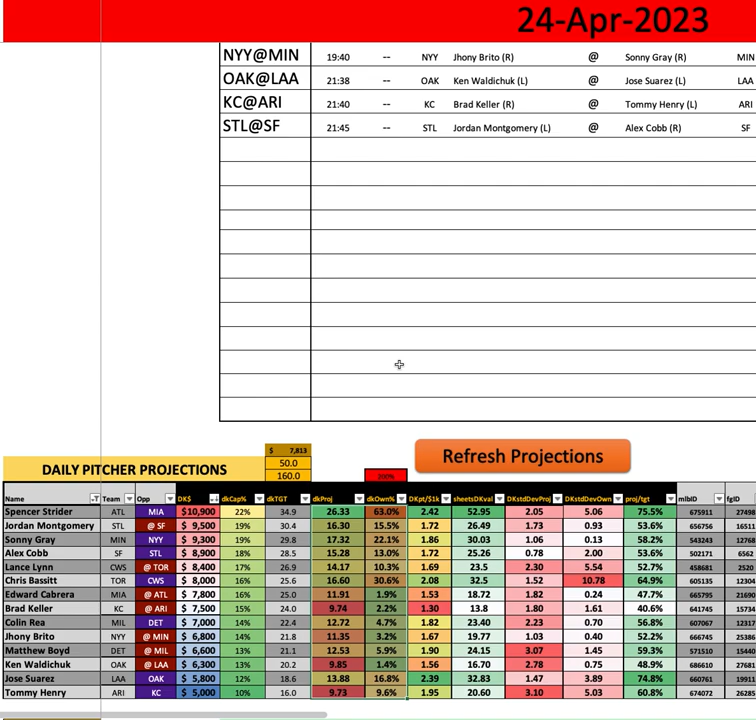 24-Apr-2023
NYY@MIN 19:40 -- NYY Jhony Brito (R) @ Sonny Gray (R) MIN
OAK@LAA 21:38 -- OAK Ken Waldichuk (L) @ Jose Suarez (L) LAA
KC@ARI 21:40 -- KC Brad Keller (R) @ Tommy Henry (L) ARI
STL@SF 21:45 -- STL Jordan Montgomery (L) @ Alex Cobb (R) SF
$ 7,813
Refresh Projections
DAILY PITCHER PROJECTIONS 50.0
160.0 200%
Name Team Opp DK$ dkCap% dkTGT dkProj dkOwn% DKpt/$1k sheetsDKval DKstdDevProj DKstdDevOwn proj/tgt mlbID fgID
Spencer Strider ATL MIA $10,900 22% 34.9 26.33 63.0% 2.42 52.95 2.05 5.06 75.5% 675911 27498
Jordan Montgomery STL @ SF $ 9,500 19% 30.4 16.30 15.5% 1.72 26.49 1.73 0.93 53.6% 656756 16511
Sonny Gray MIN NYY $ 9,300 19% 29.8 17.32 22.1% 1.86 30.03 1.06 0.13 58.2% 543243 12768
Alex Cobb SF STL $ 8,900 18% 28.5 15.28 13.0% 1.72 25.26 0.78 2.00 53.6% 502171 6562
Lance Lynn CWS @ TOR $ 8,400 17% 26.9 14.17 10.3% 1.69 23.5 2.30 5.54 52.7% 458681 2520
Chris Bassitt TOR CWS $ 8,000 16% 25.6 16.60 30.6% 2.08 32.5 1.52 10.78 64.9% 605135 12304
Edward Cabrera MIA @ ATL $ 7,800 16% 25.0 11.91 1.9% 1.53 18.72 1.82 0.24 47.7% 665795 21690
Brad Keller KC @ ARI $ 7,500 15% 24.0 9.74 2.2% 1.30 13.8 1.80 1.61 40.6% 641745 15734
Colin Rea MIL DET $ 7,000 14% 22.4 12.72 4.7% 1.82 23.40 2.23 0.70 56.8% 607067 12317
Jhony Brito NYY @ MIN $ 6,800 14% 21.8 11.35 3.2% 1.67 19.77 1.03 0.40 52.2% 666745 25386
Matthew Boyd DET @ MIL $ 6,600 13% 21.1 12.53 5.9% 1.90 24.15 3.07 1.45 59.3% 571510 15440
Ken Waldichuk OAK @ LAA $ 6,300 13% 20.2 9.85 1.4% 1.56 16.70 2.78 0.75 48.9% 686610 27681
Jose Suarez LAA OAK $ 5,800 12% 18.6 13.88 16.8% 2.39 32.83 1.47 3.89 74.8% 660761 19911
Tommy Henry ARI KC $ 5,000 10% 16.0 9.73 9.6% 1.95 20.60 3.10 5.03 60.8% 674072 26285